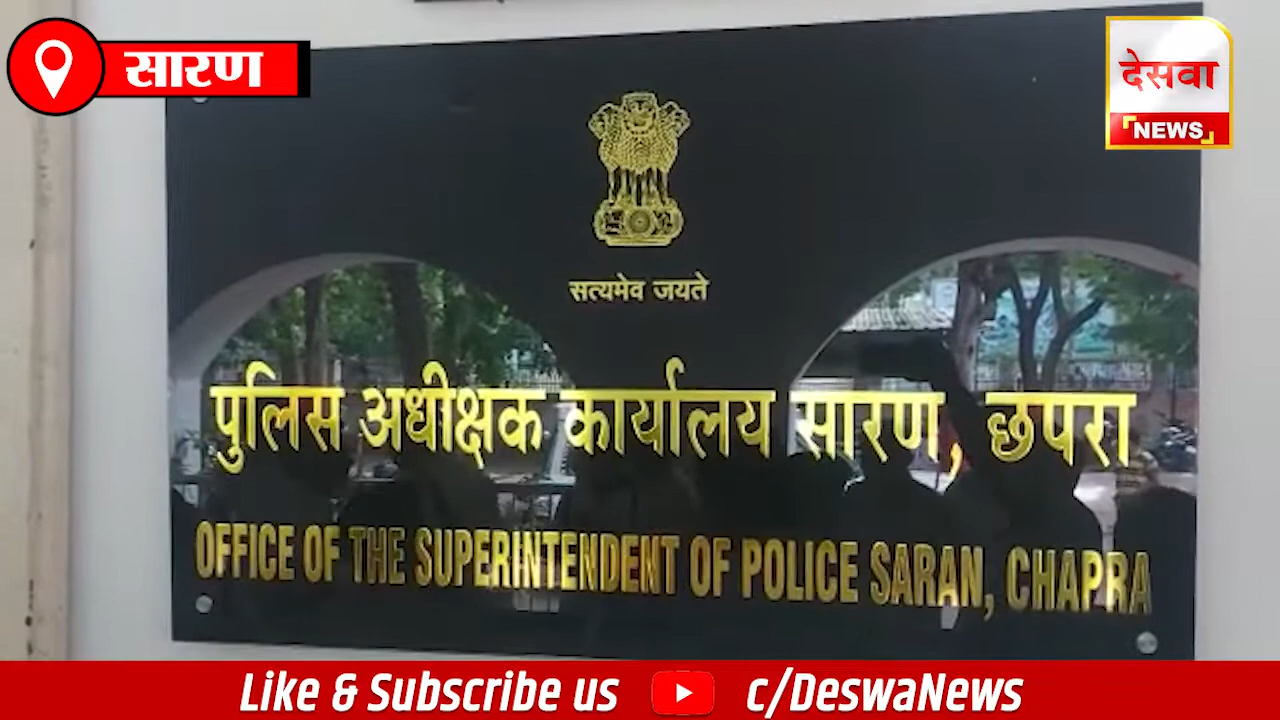 सारण
देसवा
NEWS
सत्यमेव जयते
पुलिस अधीक्षक कार्यालय सारण, छपरा
OFFICE OF THE SUPERINTENDENT OF POLICE SARAN, CHAPRA
Like & Subscribe us c/DeswaNews